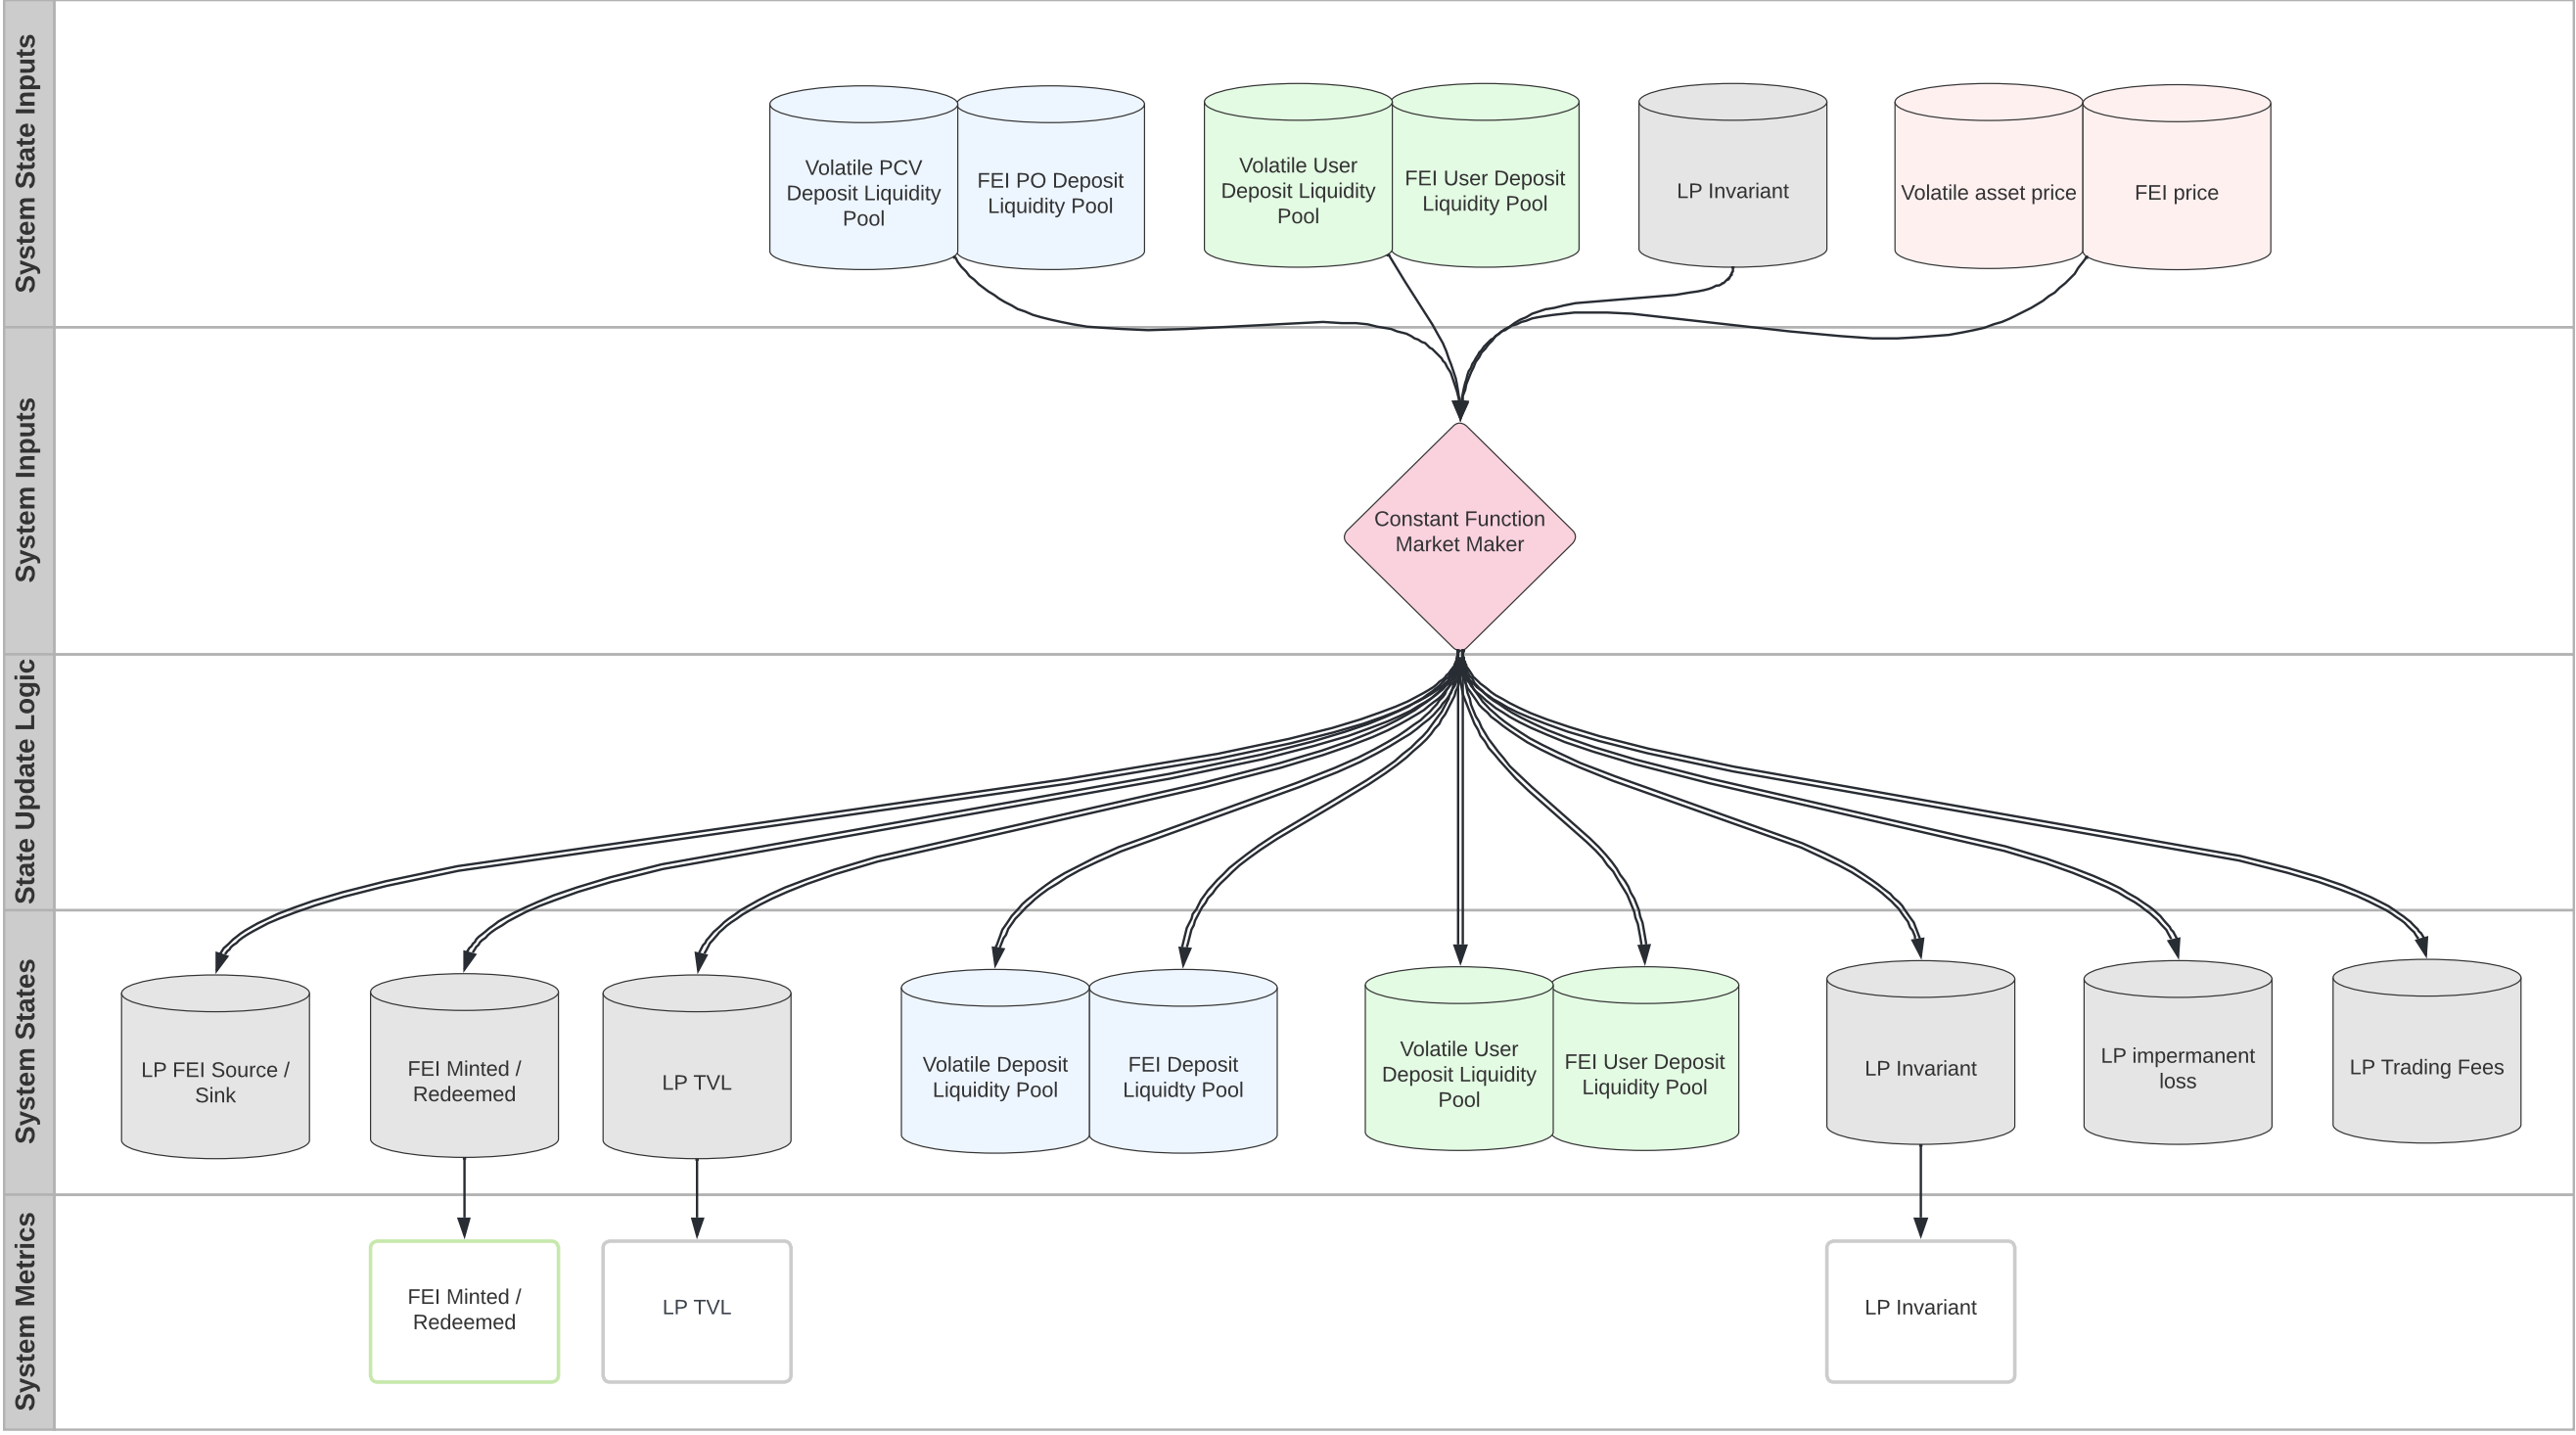 System State Inputs
Volatile PCV
Deposit Liquidity
Pool
FEI PO Deposit
Liquidity Pool
Volatile User
Deposit Liquidity
Pool
FEI User Deposit
Liquidity Pool
LP Invariant
Volatile asset price
FEI price
System Inputs
Constant Function
Market Maker
State Update Logic
System States
LP FEI Source /
Sink
FEI Minted /
Redeemed
LP TVL
Volatile Deposit
Liquidity Pool
FEI Deposit
Liquidty Pool
Volatile User
Deposit Liquidity
Pool
FEI User Deposit
Liquidity Pool
LP Invariant
LP impermanent
loss
LP Trading Fees
System Metrics
FEI Minted /
Redeemed
LP TVL
LP Invariant